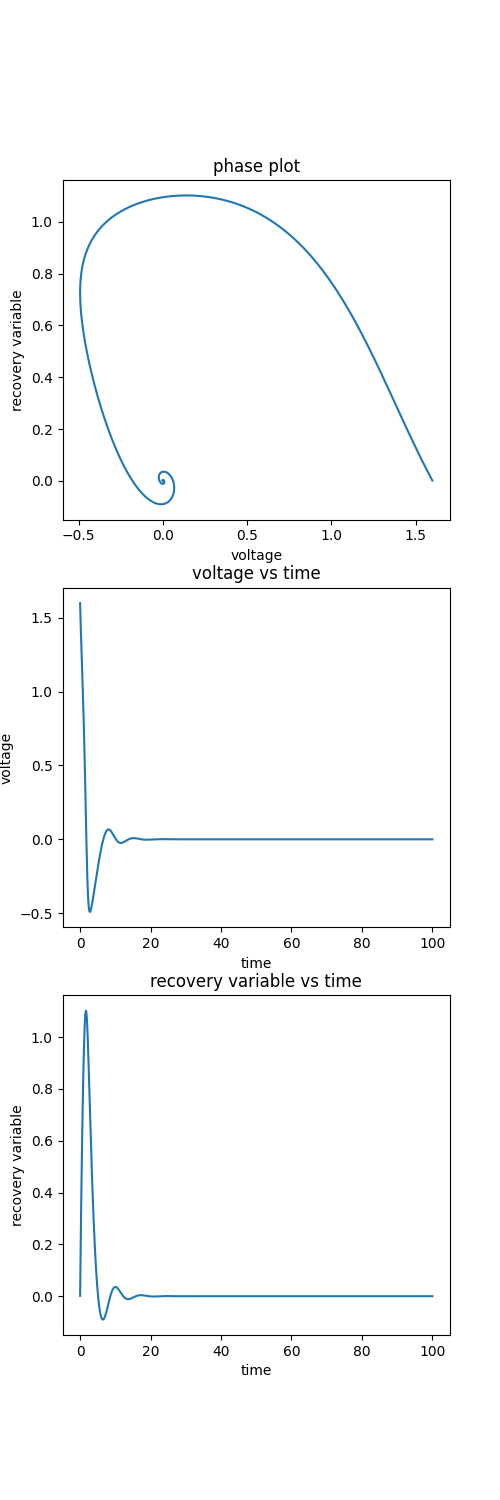 phase plot
1.0
0.8
0.6
0.4
0.2
0.0
recovery variable
−0.5 0.0 0.5 1.0 1.5
voltage
voltage vs time
1.5
1.0
0.5
0.0
−0.5
voltage
0 20 40 60 80 100
time
recovery variable vs time
1.0
0.8
0.6
0.4
0.2
0.0
recovery variable
0 20 40 60 80 100
time